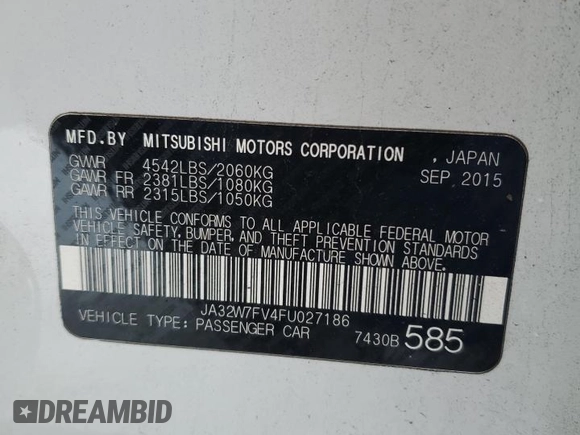 MFD.BY MITSUBISHI MOTORS CORPORATION , JAPAN
GVWR 4542LBS/2060KG SEP 2015
GAWR FR 2381LBS/1080KG
GAWR RR 2315LBS/1050KG
THIS VEHICLE CONFORMS TO ALL APPLICABLE FEDERAL MOTOR
VEHICLE SAFETY, BUMPER, AND THEFT PREVENTION STANDARDS
IN EFFECT ON THE DATE OF MANUFACTURE SHOWN ABOVE.
JA32W7FV4FU027186
VEHICLE TYPE: PASSENGER CAR 7430B 585
DREAMBID